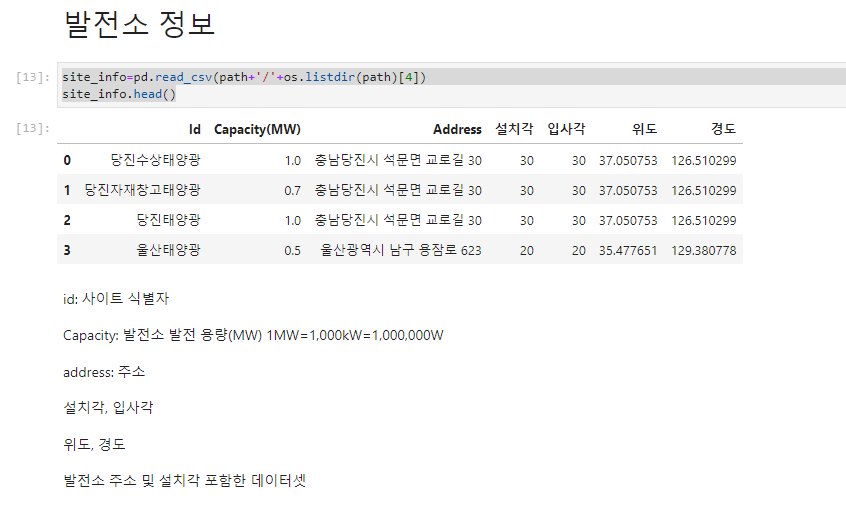 발전소 정보
[13]: site_info=pd.read_csv(path+'/'+os.listdir(path)[4])
site_info.head()
[13]: Id Capacity(MW) Address 설치각 입사각 위도 경도
0 당진수상태양광 1.0 충남당진시 석문면 교로길 30 30 30 37.050753 126.510299
1 당진자재창고태양광 0.7 충남당진시 석문면 교로길 30 30 30 37.050753 126.510299
2 당진태양광 1.0 충남당진시 석문면 교로길 30 30 30 37.050753 126.510299
3 울산태양광 0.5 울산광역시 남구 용잠로 623 20 20 35.477651 129.380778
id: 사이트 식별자
Capacity: 발전소 발전 용량(MW) 1MW=1,000kW=1,000,000W
address: 주소
설치각, 입사각
위도, 경도
발전소 주소 및 설치각 포함한 데이터셋